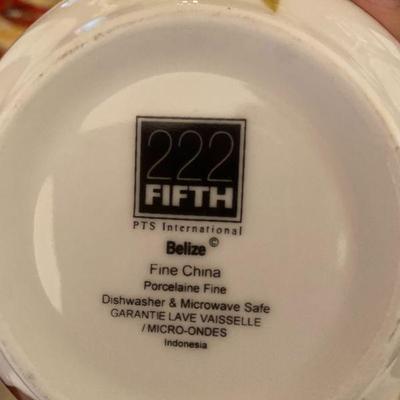 222
FIFTH
PTS International
Belize ©
Fine China
Porcelaine Fine
Dishwasher & Microwave Safe
GARANTIE LAVE VAISSELLE
/ MICRO-ONDES
Indonesia